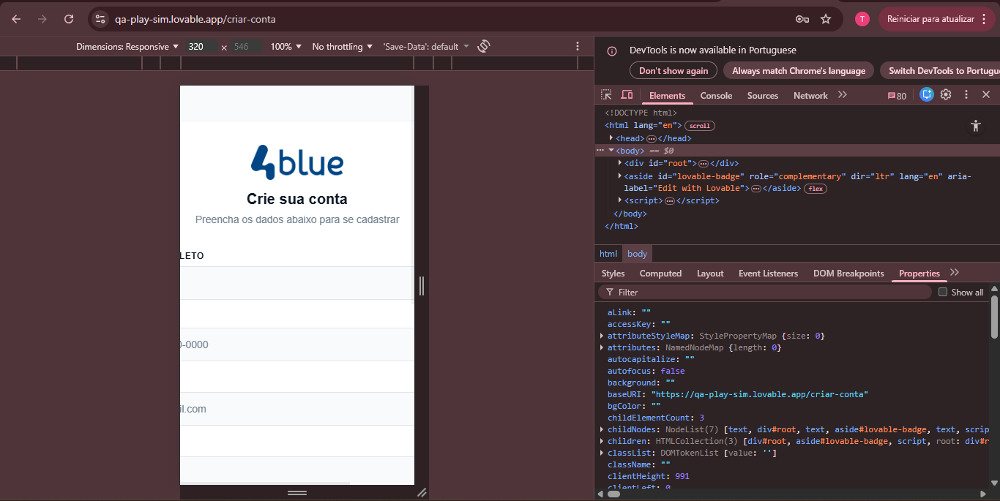 qa-play-sim.lovable.app/criar-conta
T
Reiniciar para atualizar
Dimensions: Responsive 320 x 546 100% No throttling 'Save-Data': default
DevTools is now available in Portuguese
Don't show again Always match Chrome's language Switch DevTools to Portugu
Elements Console Sources Network 80
<!DOCTYPE html>
<html lang="en"> scroll
<head> … </head>
… <body> == $0
<div id="root"> … </div>
<aside id="lovable-badge" role="complementary" dir="ltr" lang="en" aria-
label="Edit with Lovable"> … </aside> flex
<script> … </script>
</body>
</html>
html body
Styles Computed Layout Event Listeners DOM Breakpoints Properties
Filter Show all
aLink: ""
accessKey: ""
attributeStyleMap: StylePropertyMap {size: 0}
attributes: NamedNodeMap {length: 0}
autocapitalize: ""
autofocus: false
background: ""
baseURI: "https://qa-play-sim.lovable.app/criar-conta"
bgColor: ""
childElementCount: 3
childNodes: NodeList(7) [text, div#root, text, aside#lovable-badge, text, scrip
children: HTMLCollection(3) [div#root, aside#lovable-badge, script, root: div#r
classList: DOMTokenList [value: '']
className: ""
clientHeight: 991
clientLeft: 0
4blue
Crie sua conta
Preencha os dados abaixo para se cadastrar
LETO
0-0000
il.com